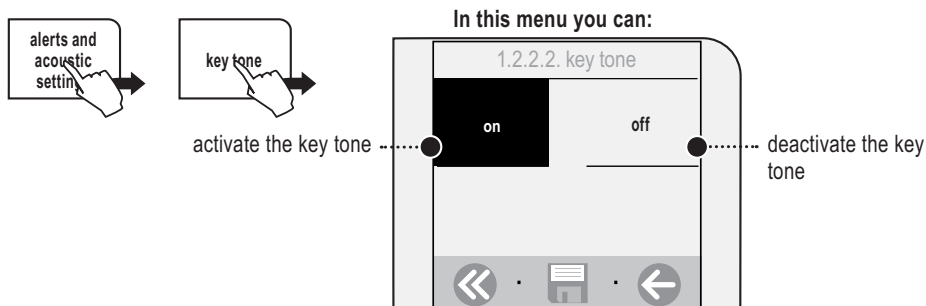 In this menu you can:
alerts and
acoustic
settin
key tone
1.2.2.2. key tone
on
off
activate the key tone
deactivate the key
tone